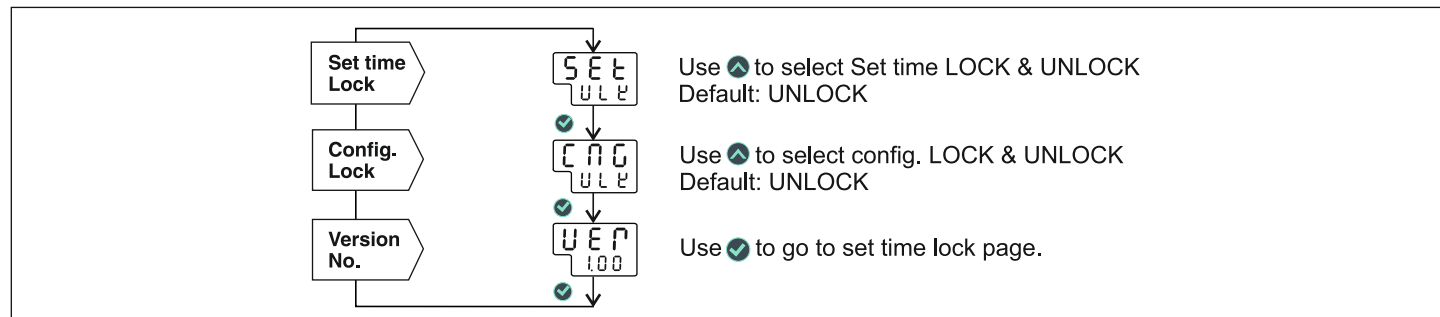 Set time
Lock
SEt
ULK
Use to select Set time LOCK & UNLOCK
Default: UNLOCK
Config.
Lock
CNG
ULK
Use to select config. LOCK & UNLOCK
Default: UNLOCK
Version
No.
VER
1.00
Use to go to set time lock page.